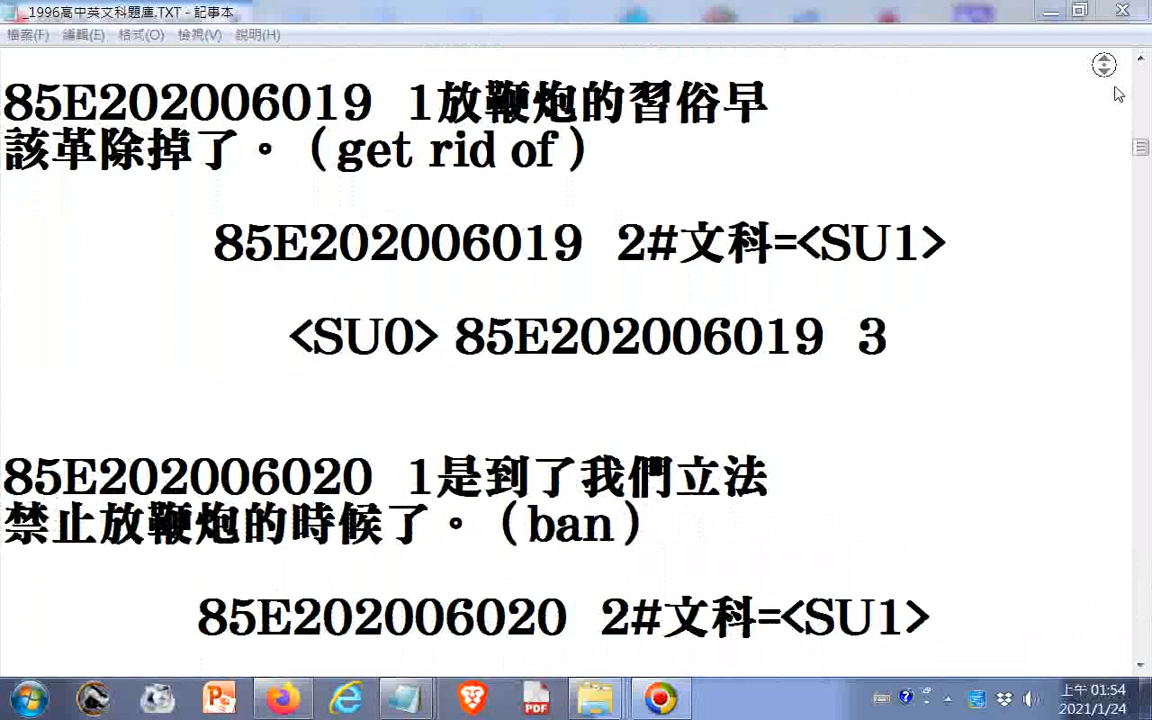 _1996高中英文科題庫.TXT - 記事本
檔案(F) 編輯(E) 格式(O) 檢視(V) 說明(H)
85E202006019 1放鞭炮的習俗早
該革除掉了。（get rid of）
85E202006019 2#文科=<SU1>
<SU0> 85E202006019 3
85E202006020 1是到了我們立法
禁止放鞭炮的時候了。（ban）
85E202006020 2#文科=<SU1>
PDF
上午 01:54
2021/1/24